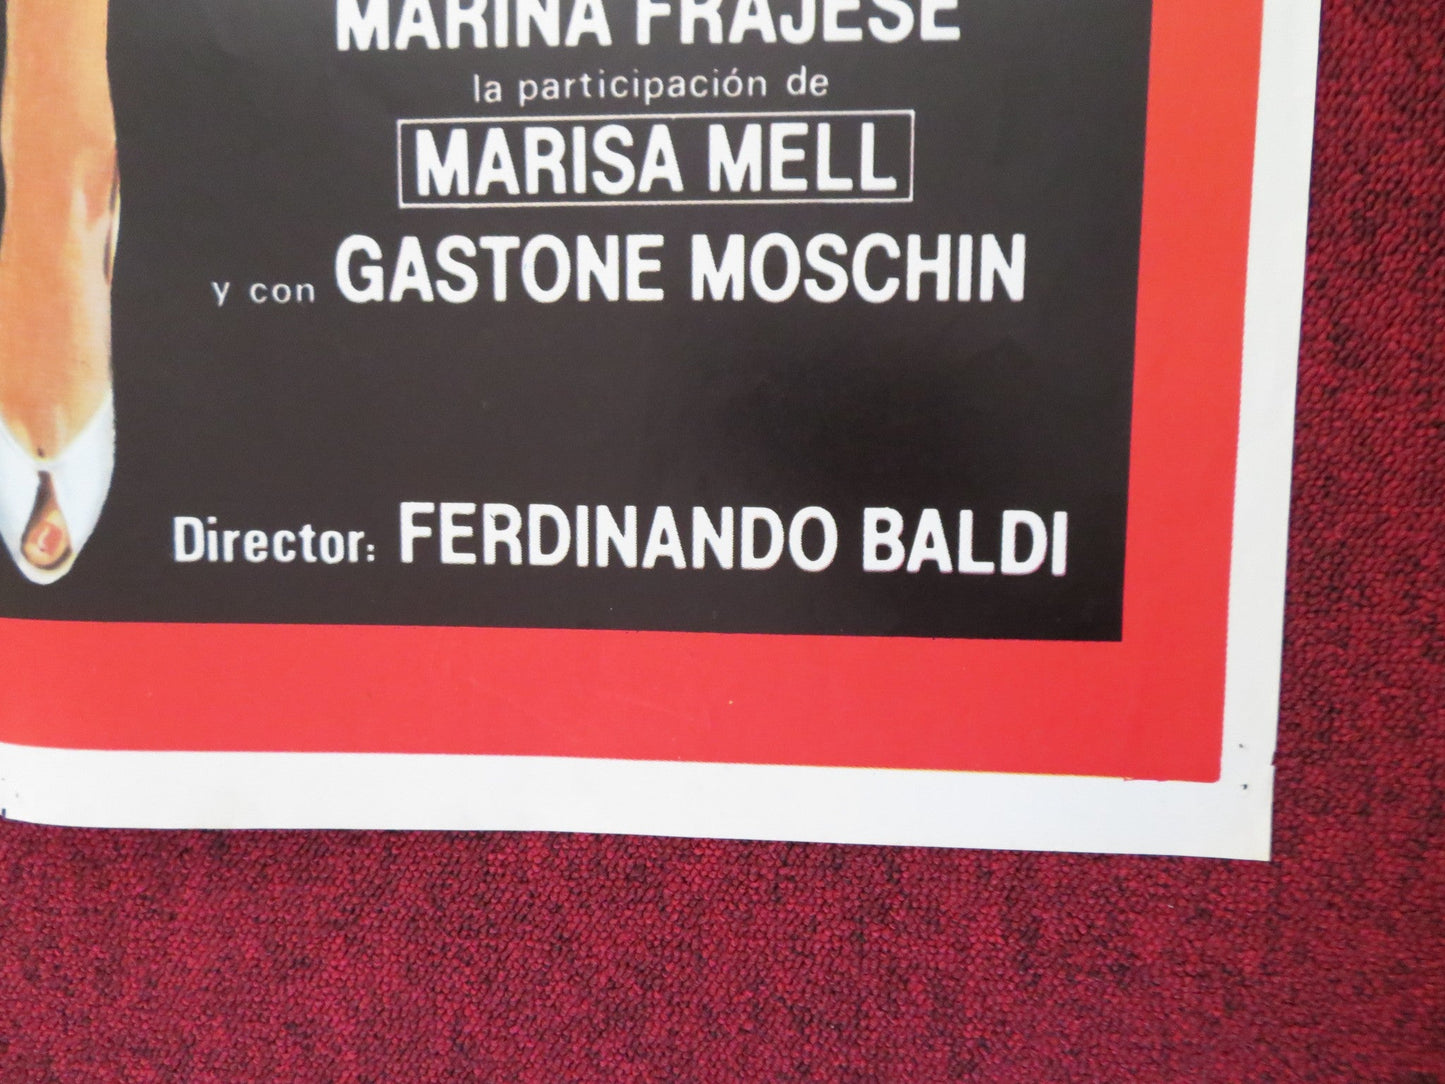 MARINA FRAJESE
la participación de
MARISA MELL
y con GASTONE MOSCHIN
Director: FERDINANDO BALDI